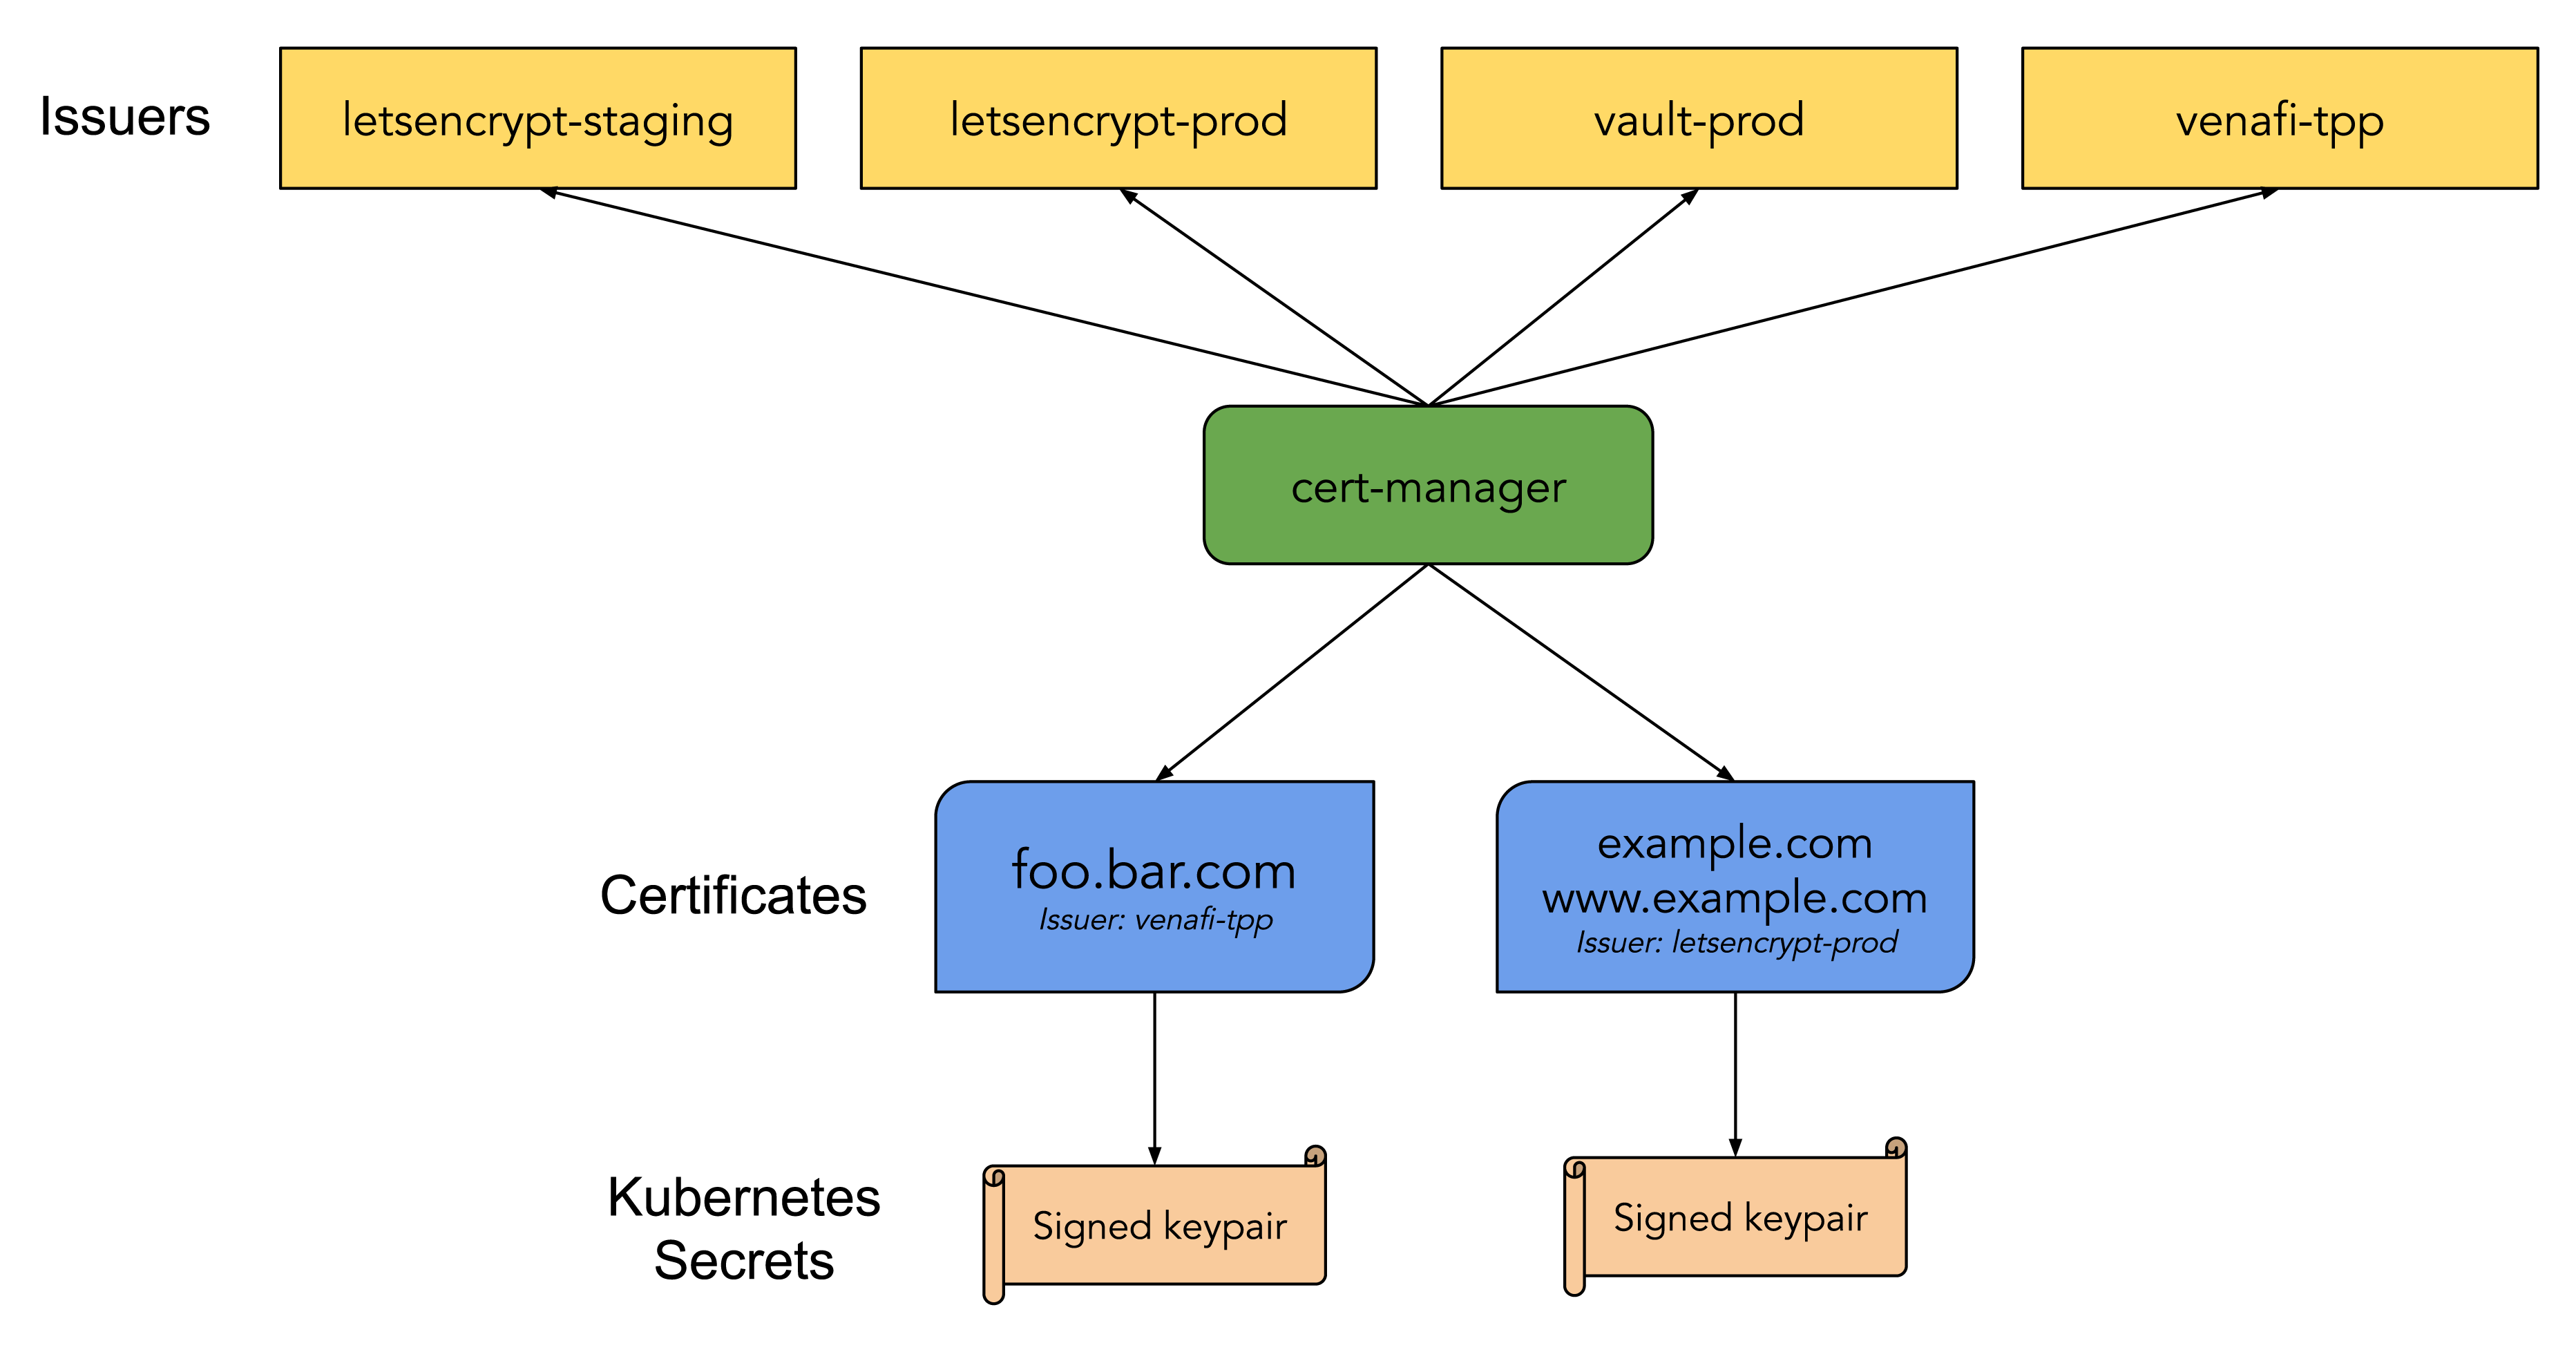 Issuers
letsencrypt-staging
letsencrypt-prod
vault-prod
venafi-tpp
cert-manager
Certificates
foo.bar.com
Issuer: venafi-tpp
example.com
www.example.com
Issuer: letsencrypt-prod
Kubernetes
Secrets
Signed keypair
Signed keypair